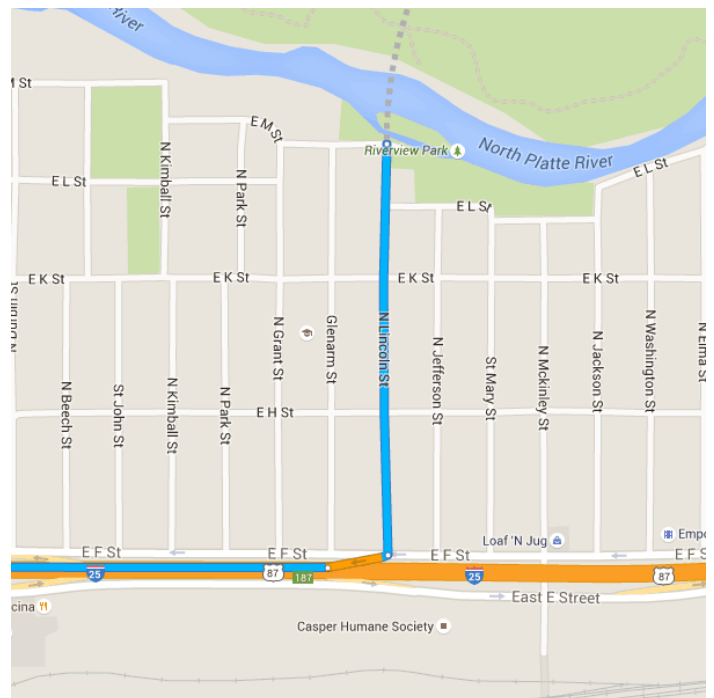 River
M St
E M St
Riverview Park
North Platte River
N Kimball St
N Park St
E L St
E L St
E L St
E K St
E K St
E K St
E K St
N Beech St
St John St
N Kimball St
N Park St
N Grant St
Glenarm St
N Lincoln St
N Jefferson St
St Mary St
N Mckinley St
N Jackson St
N Washington St
N Elma St
E H St
E F St
E F St
E F St
E F S
Loaf 'N Jug
Empo
25
87
187
25
87
East E Street
cina
Casper Humane Society